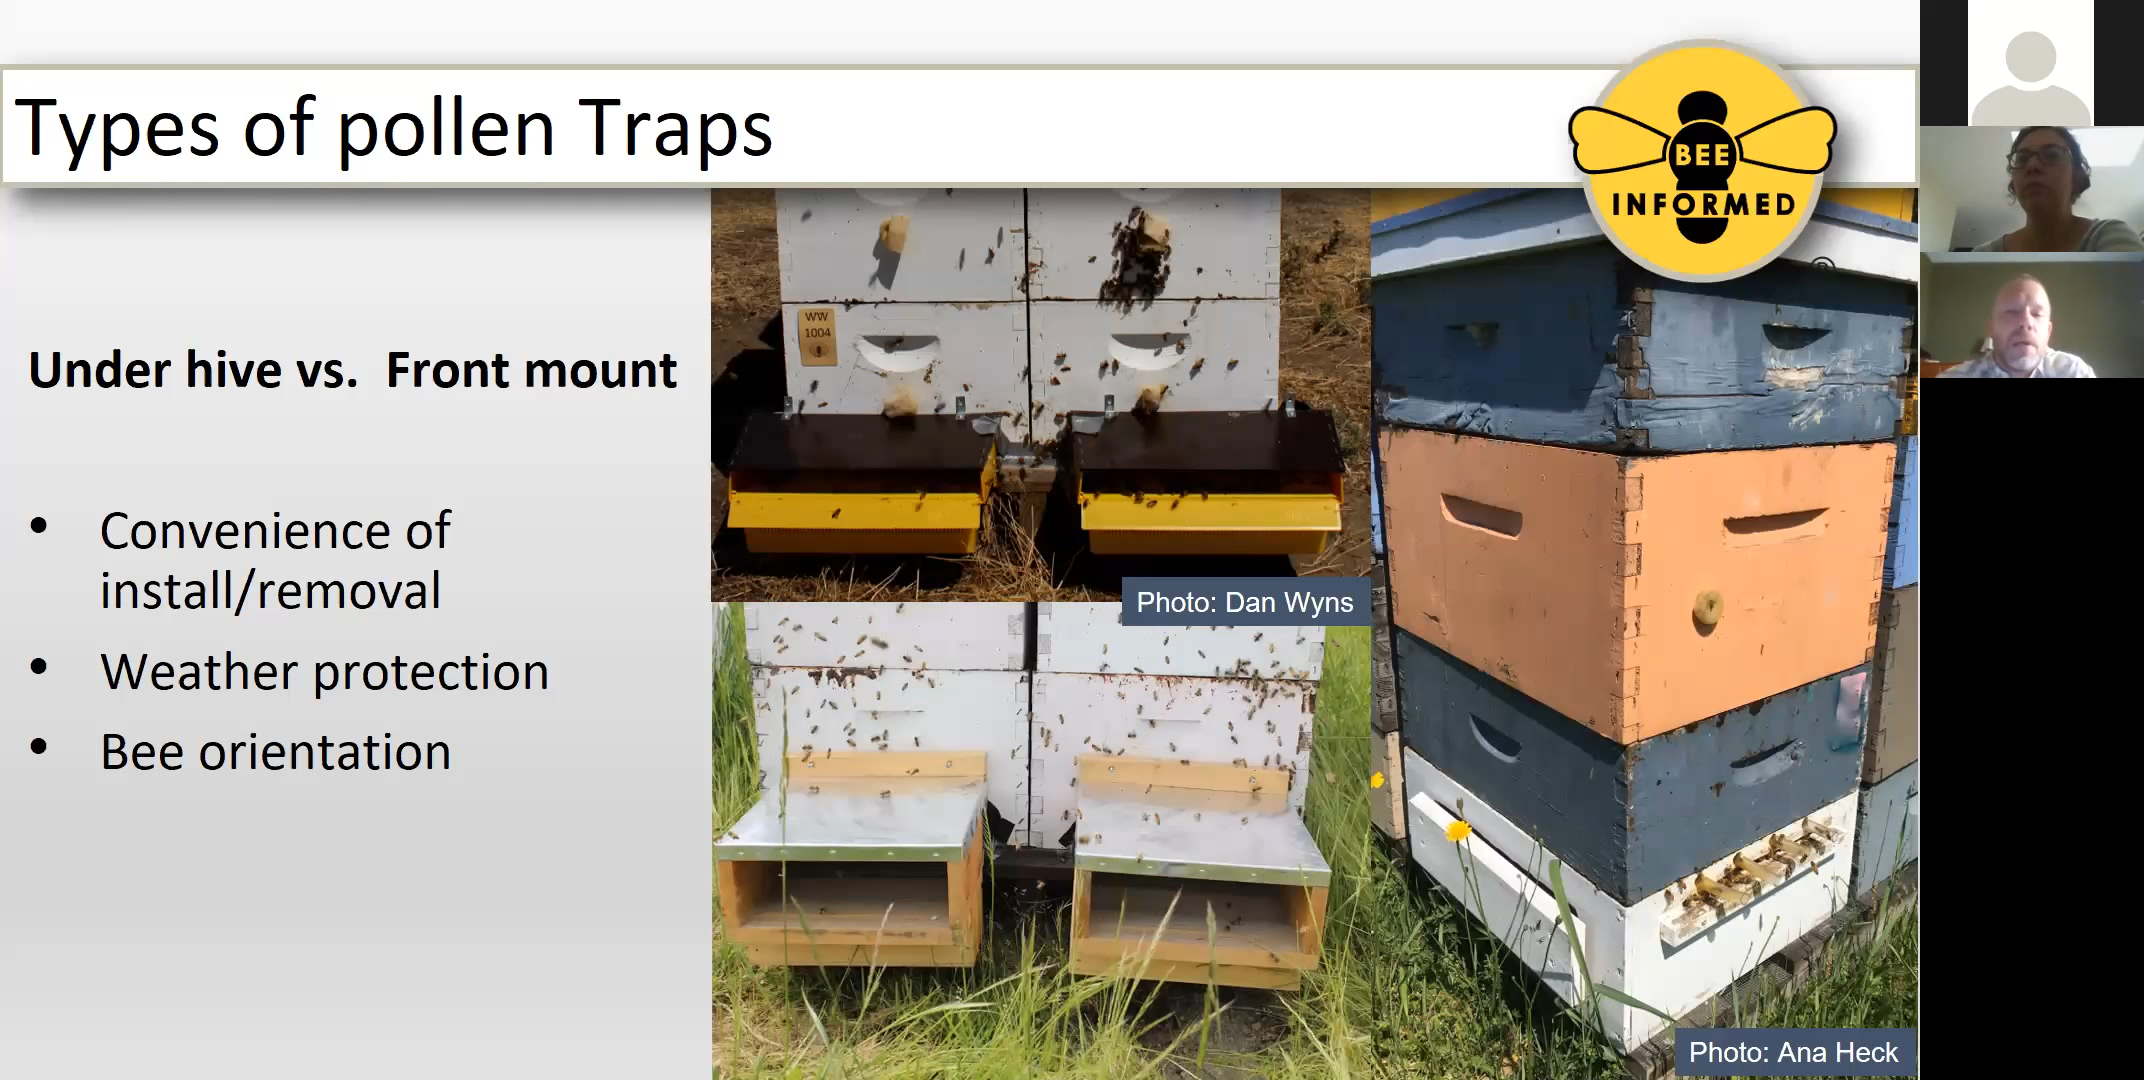 Types of pollen Traps
BEE
INFORMED
®
Under hive vs.  Front mount
• Convenience of
install/removal
• Weather protection
• Bee orientation
WW
1004
Photo: Dan Wyns
Photo: Ana Heck